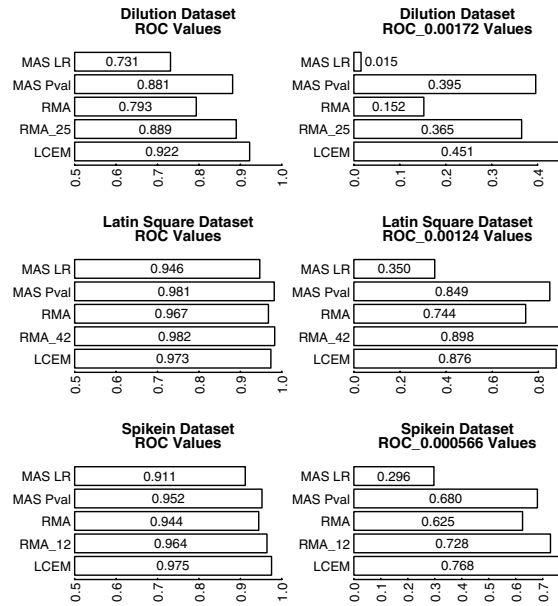 Dilution Dataset
ROC Values
MAS LR 0.731
MAS Pval 0.881
RMA 0.793
RMA_25 0.889
LCEM 0.922
0.5 0.6 0.7 0.8 0.9 1.0
Dilution Dataset
ROC_0.00172 Values
MAS LR 0.015
MAS Pval 0.395
RMA 0.152
RMA_25 0.365
LCEM 0.451
0.0 0.1 0.2 0.3 0.4
Latin Square Dataset
ROC Values
MAS LR 0.946
MAS Pval 0.981
RMA 0.967
RMA_42 0.982
LCEM 0.973
0.5 0.6 0.7 0.8 0.9 1.0
Latin Square Dataset
ROC_0.00124 Values
MAS LR 0.350
MAS Pval 0.849
RMA 0.744
RMA_42 0.898
LCEM 0.876
0.0 0.2 0.4 0.6 0.8
Spikein Dataset
ROC Values
MAS LR 0.911
MAS Pval 0.952
RMA 0.944
RMA_12 0.964
LCEM 0.975
0.5 0.6 0.7 0.8 0.9 1.0
Spikein Dataset
ROC_0.000566 Values
MAS LR 0.296
MAS Pval 0.680
RMA 0.625
RMA_12 0.728
LCEM 0.768
0.0 0.1 0.2 0.3 0.4 0.5 0.6 0.7